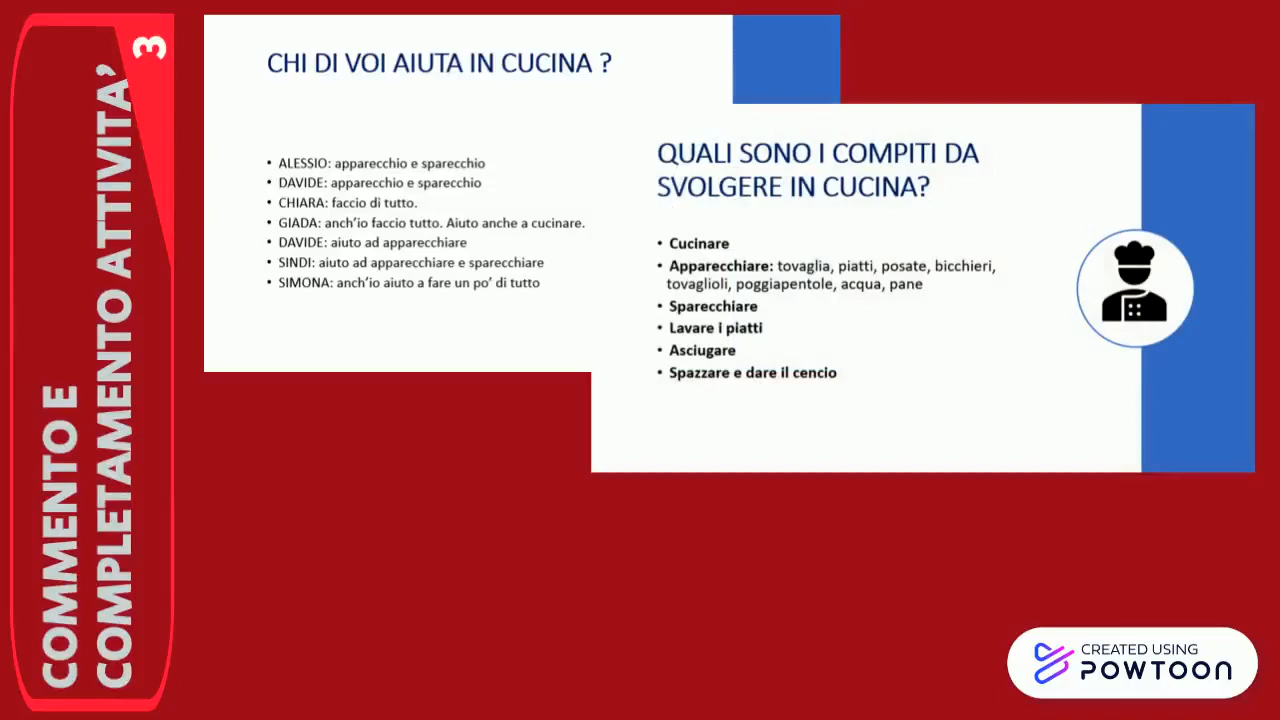 COMMENTO E
COMPLETAMENTO ATTIVITA’
3
CHI DI VOI AIUTA IN CUCINA ?
• ALESSIO: apparecchio e sparecchio
• DAVIDE: apparecchio e sparecchio
• CHIARA: faccio di tutto.
• GIADA: anch’io faccio tutto. Aiuto anche a cucinare.
• DAVIDE: aiuto ad apparecchiare
• SINDI: aiuto ad apparecchiare e sparecchiare
• SIMONA: anch’io aiuto a fare un po’ di tutto
QUALI SONO I COMPITI DA
SVOLGERE IN CUCINA?
• Cucinare
• Apparecchiare: tovaglia, piatti, posate, bicchieri,
tovaglioli, poggiapentole, acqua, pane
• Sparecchiare
• Lavare i piatti
• Asciugare
• Spazzare e dare il cencio
CREATED USING
POWTOON